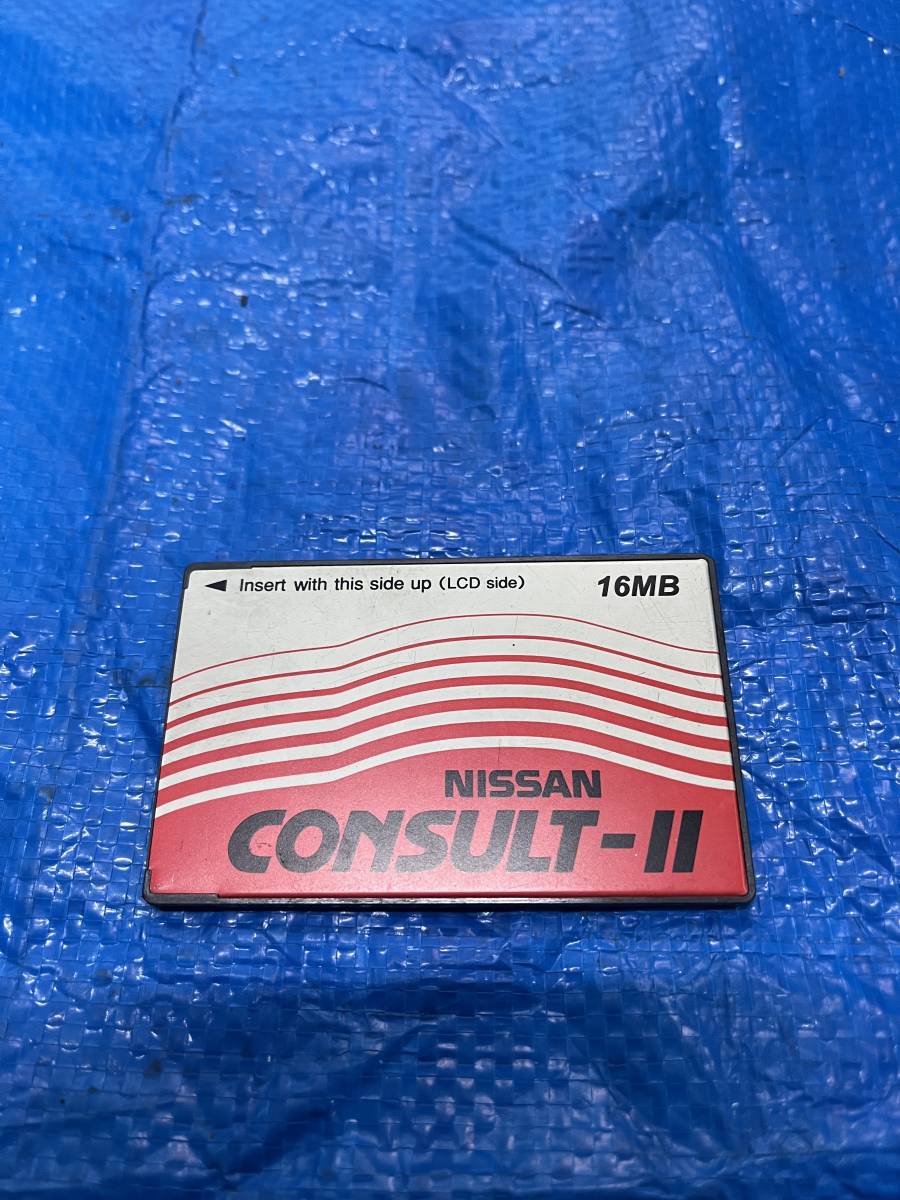 ◄ Insert with this side up (LCD side) 16MB
NISSAN
CONSULT-II